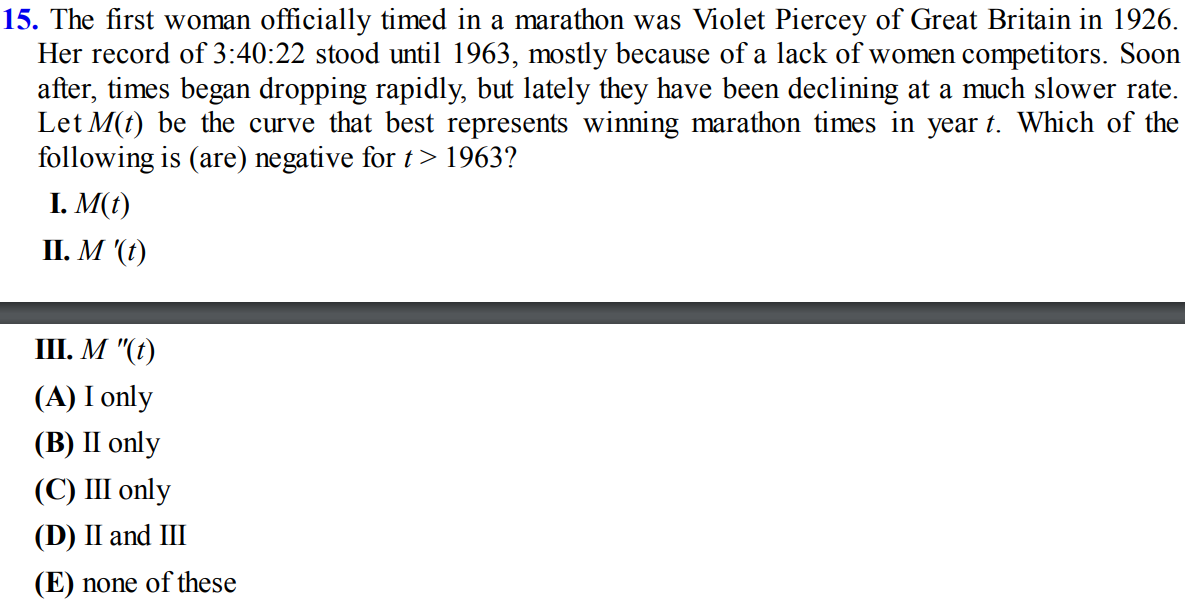 15. The first woman officially timed in a marathon was Violet Piercey of Great Britain in 1926.
Her record of 3:40:22 stood until 1963, mostly because of a lack of women competitors. Soon
after, times began dropping rapidly, but lately they have been declining at a much slower rate.
Let M(t) be the curve that best represents winning marathon times in year t. Which of the
following is (are) negative for t > 1963?
I. M(t)
II. M '(t)
III. M "(t)
(A) I only
(B) II only
(C) III only
(D) II and III
(E) none of these